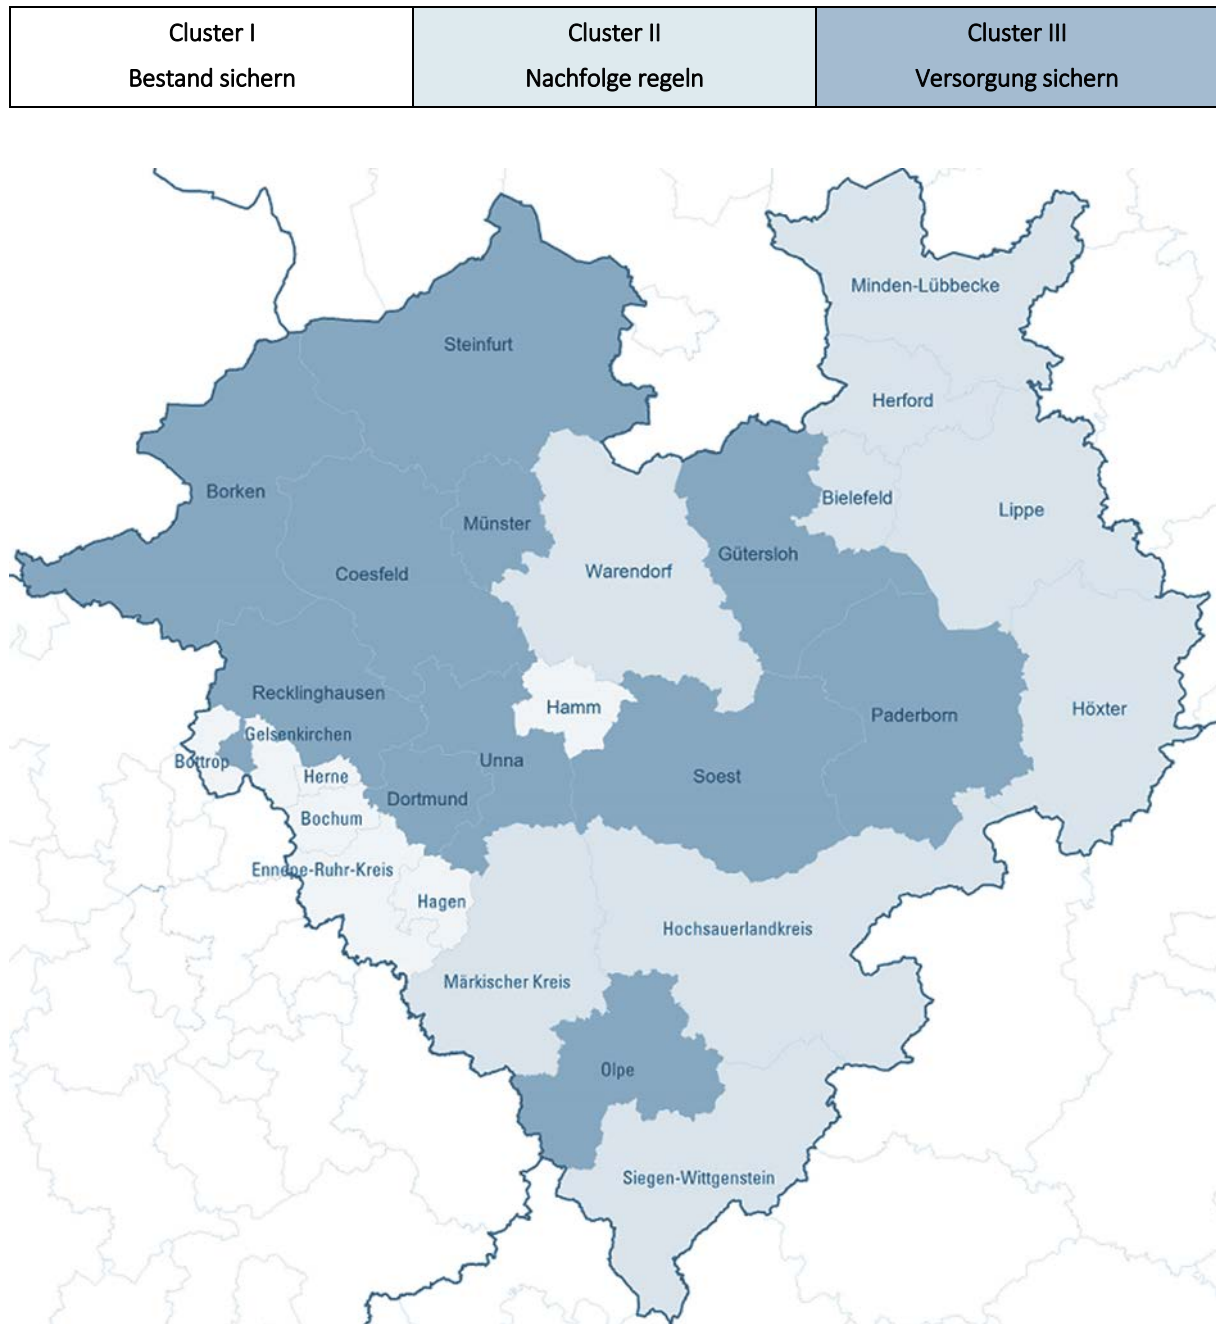 Cluster I
Bestand sichern
Cluster II
Nachfolge regeln
Cluster III
Versorgung sichern
Minden-Lübbecke
Steinfurt
Herford
Borken
Bielefeld
Lippe
Münster
Gütersloh
Coesfeld
Warendorf
Recklinghausen
Hamm
Paderborn
Höxter
Gelsenkirchen
Bottrop
Unna
Herne
Soest
Dortmund
Bochum
Ennepe-Ruhr-Kreis
Hagen
Hochsauerlandkreis
Märkischer Kreis
Olpe
Siegen-Wittgenstein